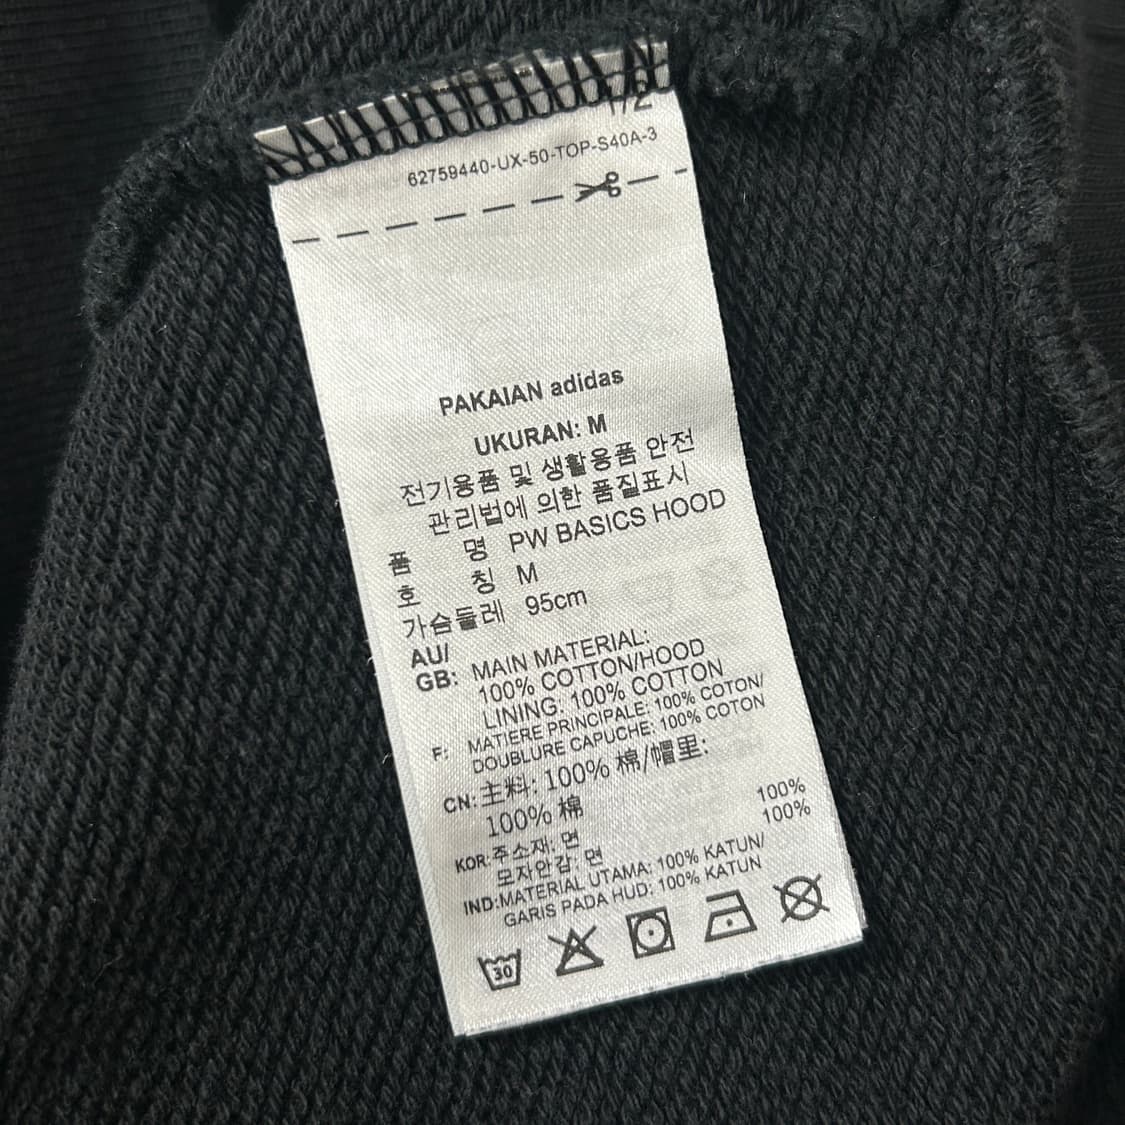 1/2
62759440-UX-50-TOP-S40A-3
PAKAIAN adidas
UKURAN: M
전기용품 및 생활용품 안전
관리법에 의한 품질표시
품 명 PW BASICS HOOD
호 칭 M
가슴둘레 95cm
AU/
GB: MAIN MATERIAL:
100% COTTON/HOOD
LINING: 100% COTTON
F: MATIERE PRINCIPALE: 100% COTON/
DOUBLURE CAPUCHE: 100% COTON
CN: 主料: 100% 棉/帽里:
100% 棉
KOR: 주소재: 면 100%
모자안감: 면 100%
IND: MATERIAL UTAMA: 100% KATUN/
GARIS PADA HUD: 100% KATUN
30